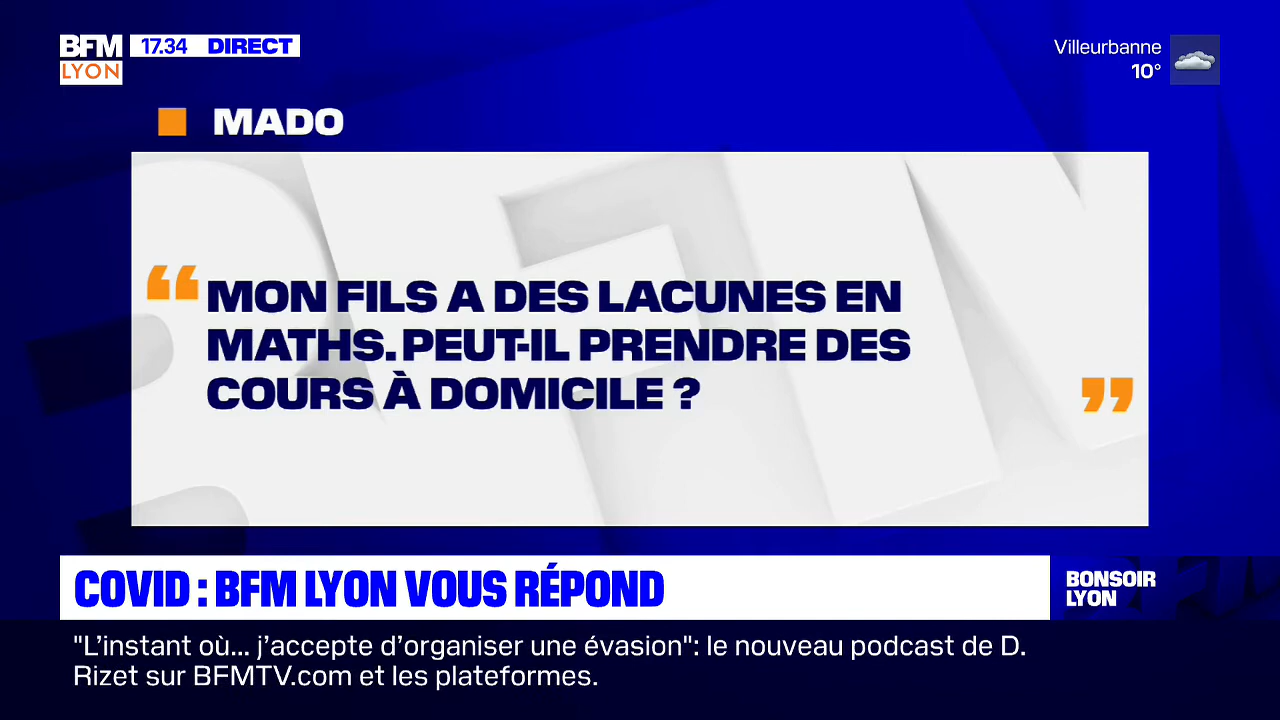 BFM
LYON
17.34 DIRECT
Villeurbanne
10°
MADO
“MON FILS A DES LACUNES EN
MATHS. PEUT-IL PRENDRE DES
COURS À DOMICILE ?”
COVID : BFM LYON VOUS RÉPOND
BONSOIR
LYON
"L’instant où... j’accepte d’organiser une évasion": le nouveau podcast de D.
Rizet sur BFMTV.com et les plateformes.